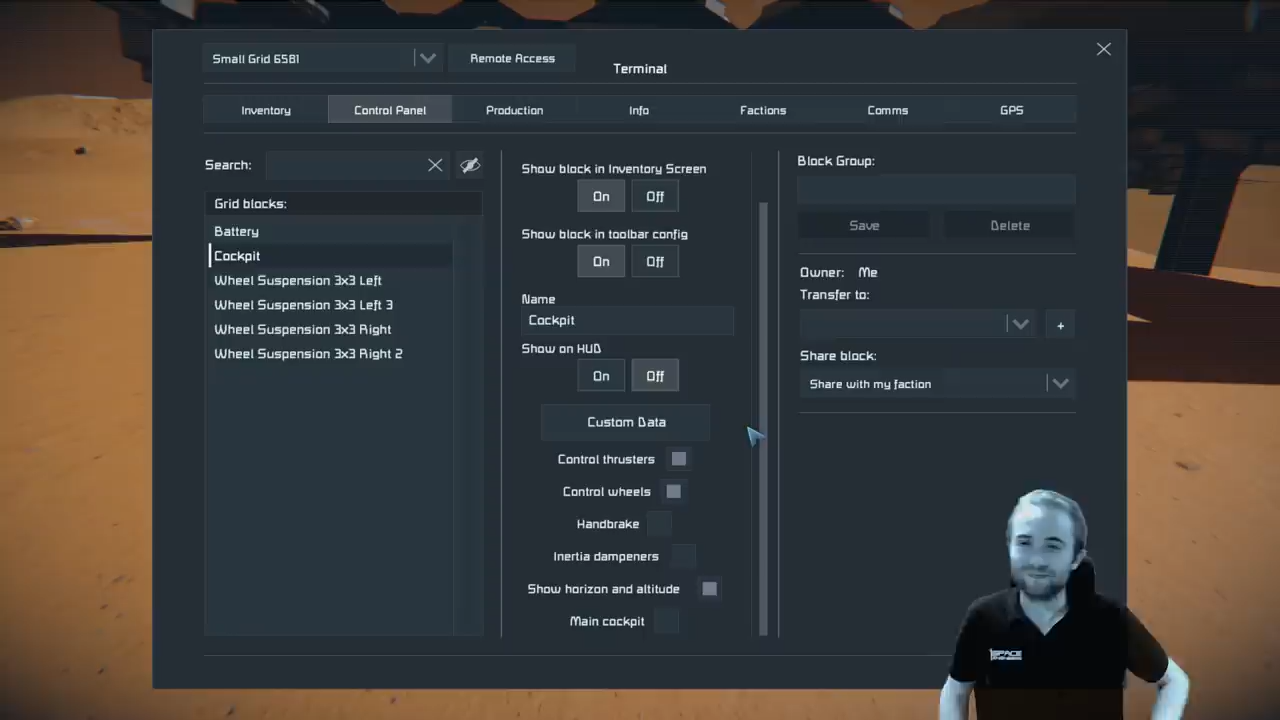 Small Grid 6581
Remote Access
Terminal
Inventory
Control Panel
Production
Info
Factions
Comms
GPS
Search:
Grid blocks:
Battery
Cockpit
Wheel Suspension 3x3 Left
Wheel Suspension 3x3 Left 3
Wheel Suspension 3x3 Right
Wheel Suspension 3x3 Right 2
Show block in Inventory Screen
On Off
Show block in toolbar config
On Off
Name
Cockpit
Show on HUD
On Off
Custom Data
Control thrusters
Control wheels
Handbrake
Inertia dampeners
Show horizon and altitude
Main cockpit
Block Group:
Save Delete
Owner: Me
Transfer to:
+
Share block:
Share with my faction
SPACE
ENGINEERS